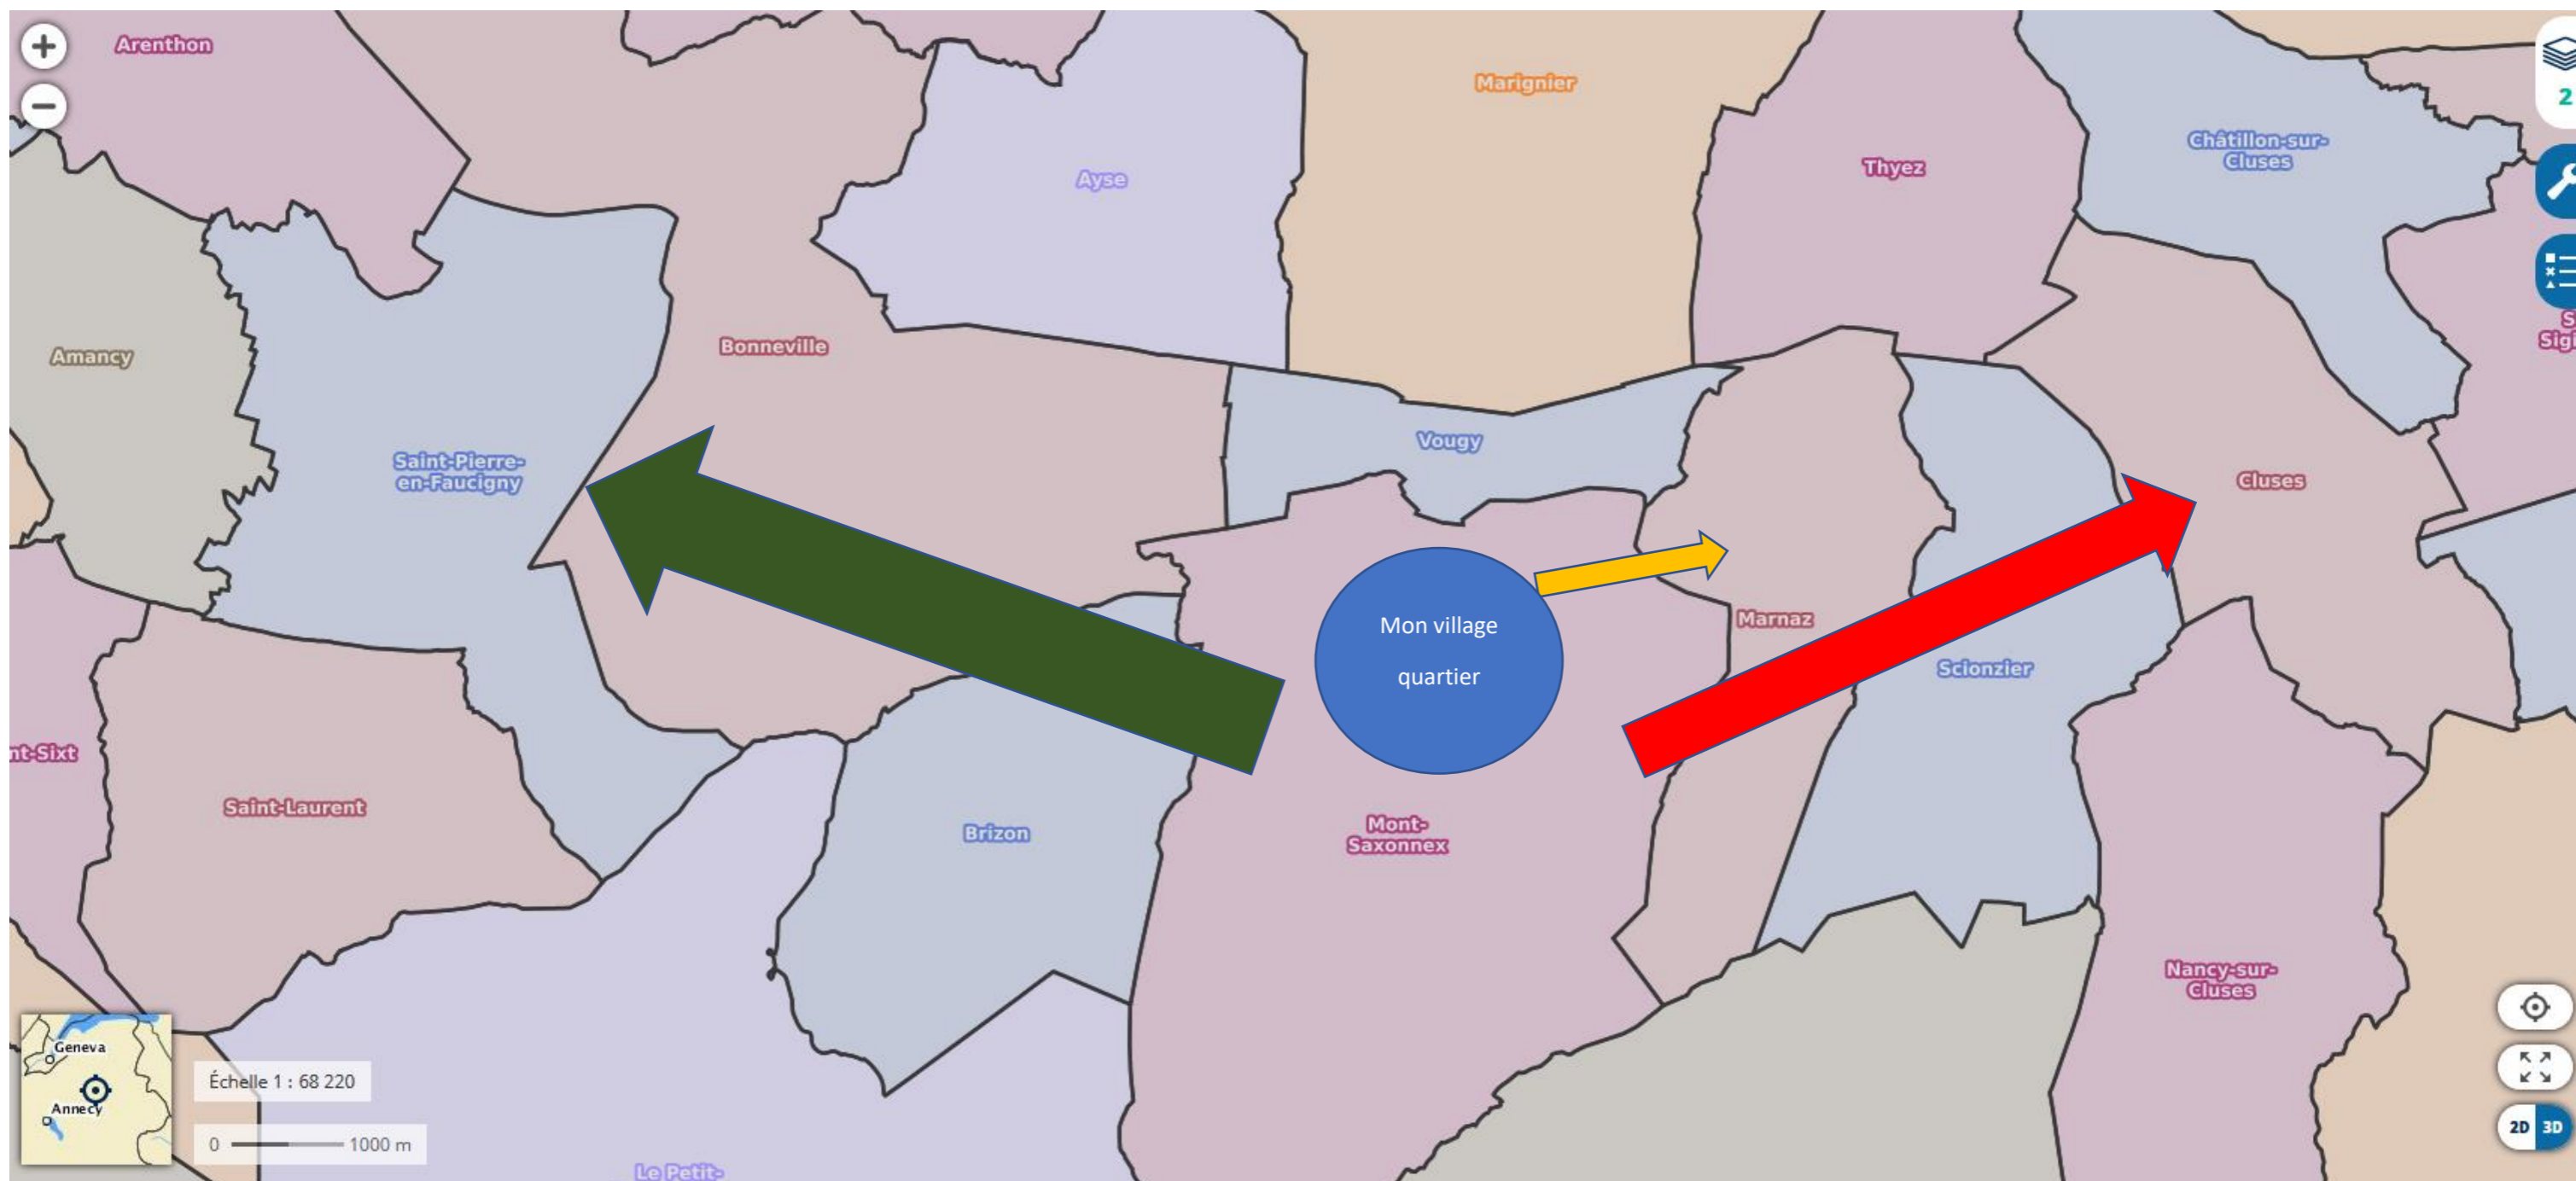 Arenthon
Marignier
2
Châtillon-sur-
Cluses
Thyez
Ayse
Bonneville
Amancy
S
Sigi
Vougy
Saint-Pierre-
en-Faucigny
Cluses
Mon village
quartier
Marnaz
Scionzier
nt-Sixt
Saint-Laurent
Brizon
Mont-
Saxonnex
Nancy-sur-
Cluses
Geneva
Annecy
Échelle 1 : 68 220
0
1000 m
2D 3D
Le Petit-